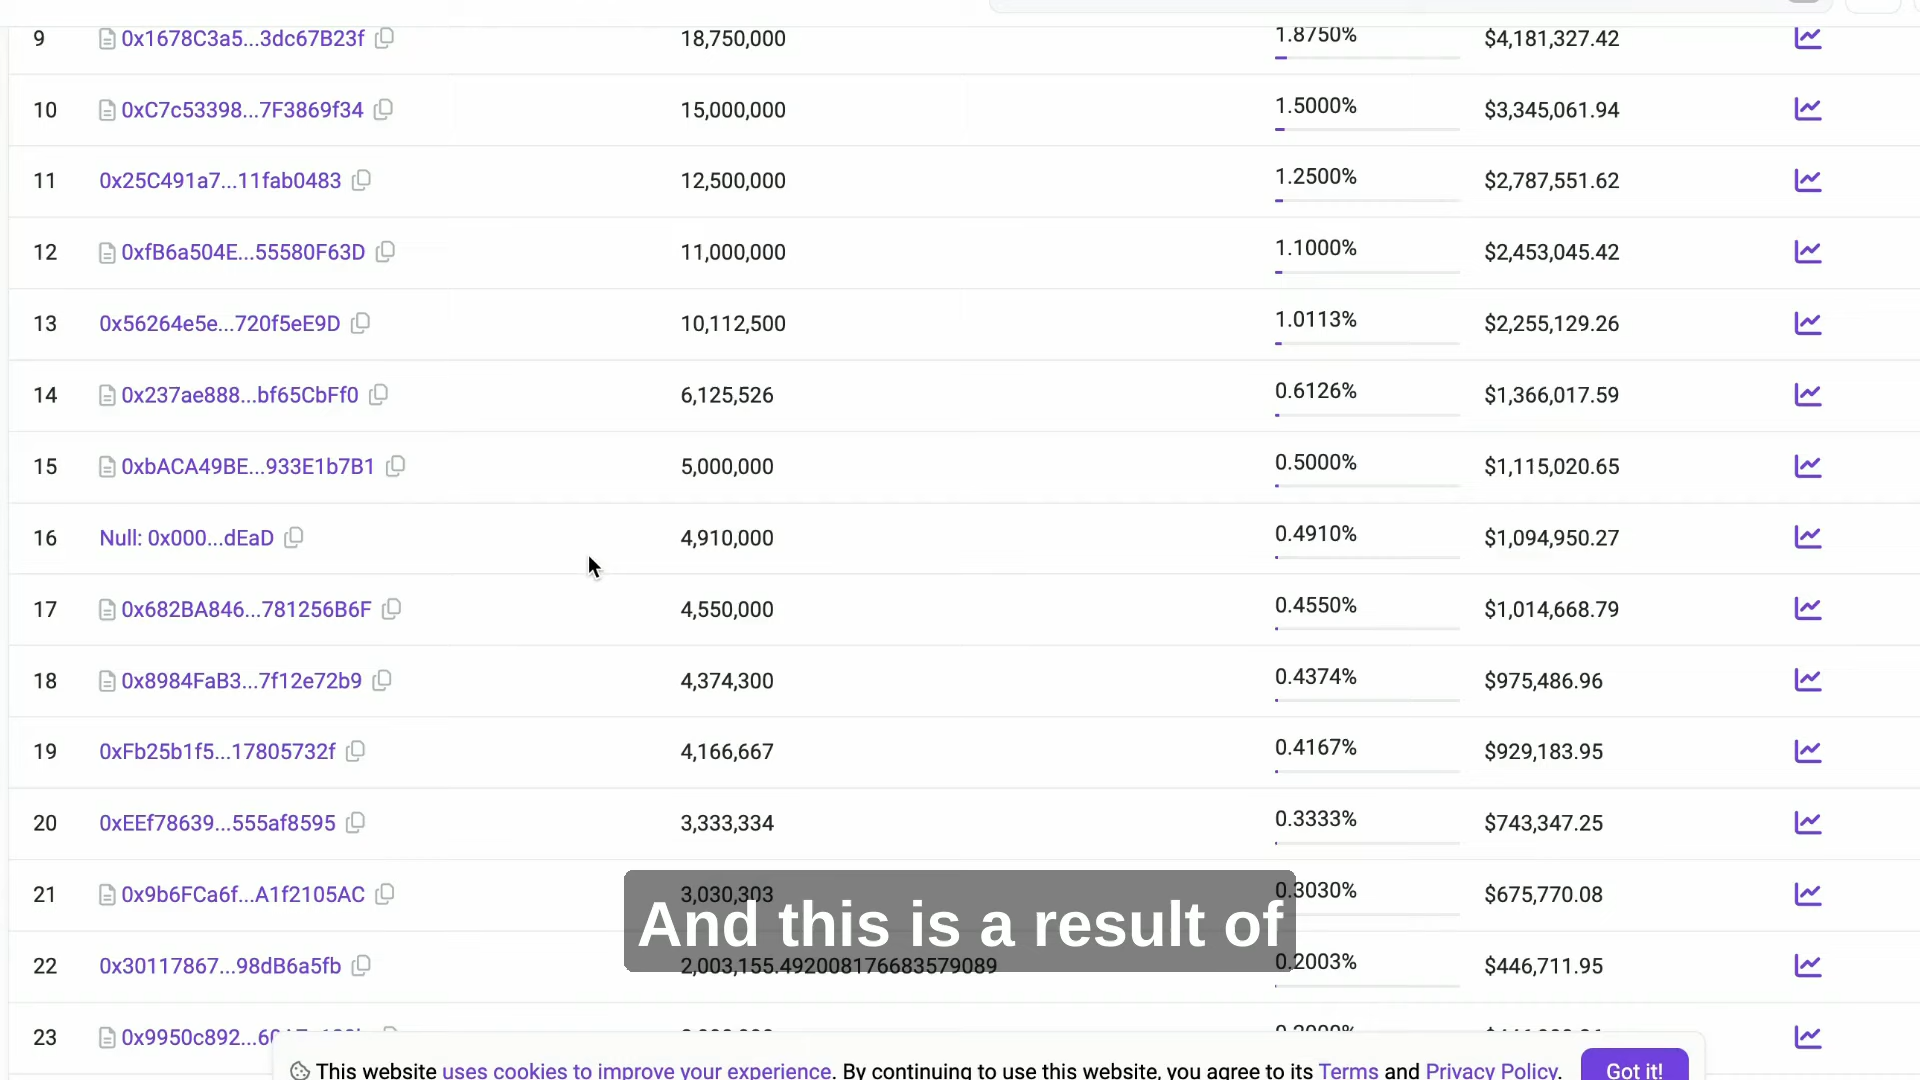 9 0x1678C3a5...3dc67B23f 18,750,000 1.8750% $4,181,327.42
10 0xC7c53398...7F3869f34 15,000,000 1.5000% $3,345,061.94
11 0x25C491a7...11fab0483 12,500,000 1.2500% $2,787,551.62
12 0xfB6a504E...55580F63D 11,000,000 1.1000% $2,453,045.42
13 0x56264e5e...720f5eE9D 10,112,500 1.0113% $2,255,129.26
14 0x237ae888...bf65CbFf0 6,125,526 0.6126% $1,366,017.59
15 0xbACA49BE...933E1b7B1 5,000,000 0.5000% $1,115,020.65
16 Null: 0x000...dEaD 4,910,000 0.4910% $1,094,950.27
17 0x682BA846...781256B6F 4,550,000 0.4550% $1,014,668.79
18 0x8984FaB3...7f12e72b9 4,374,300 0.4374% $975,486.96
19 0xFb25b1f5...17805732f 4,166,667 0.4167% $929,183.95
20 0xEEf78639...555af8595 3,333,334 0.3333% $743,347.25
21 0x9b6FCa6f...A1f2105AC 3,030,303 0.3030% $675,770.08
And this is a result of
22 0x30117867...98dB6a5fb 2,003,155.492008176683579089 0.2003% $446,711.95
23 0x9950c892...
This website uses cookies to improve your experience. By continuing to use this website, you agree to its Terms and Privacy Policy. Got it!